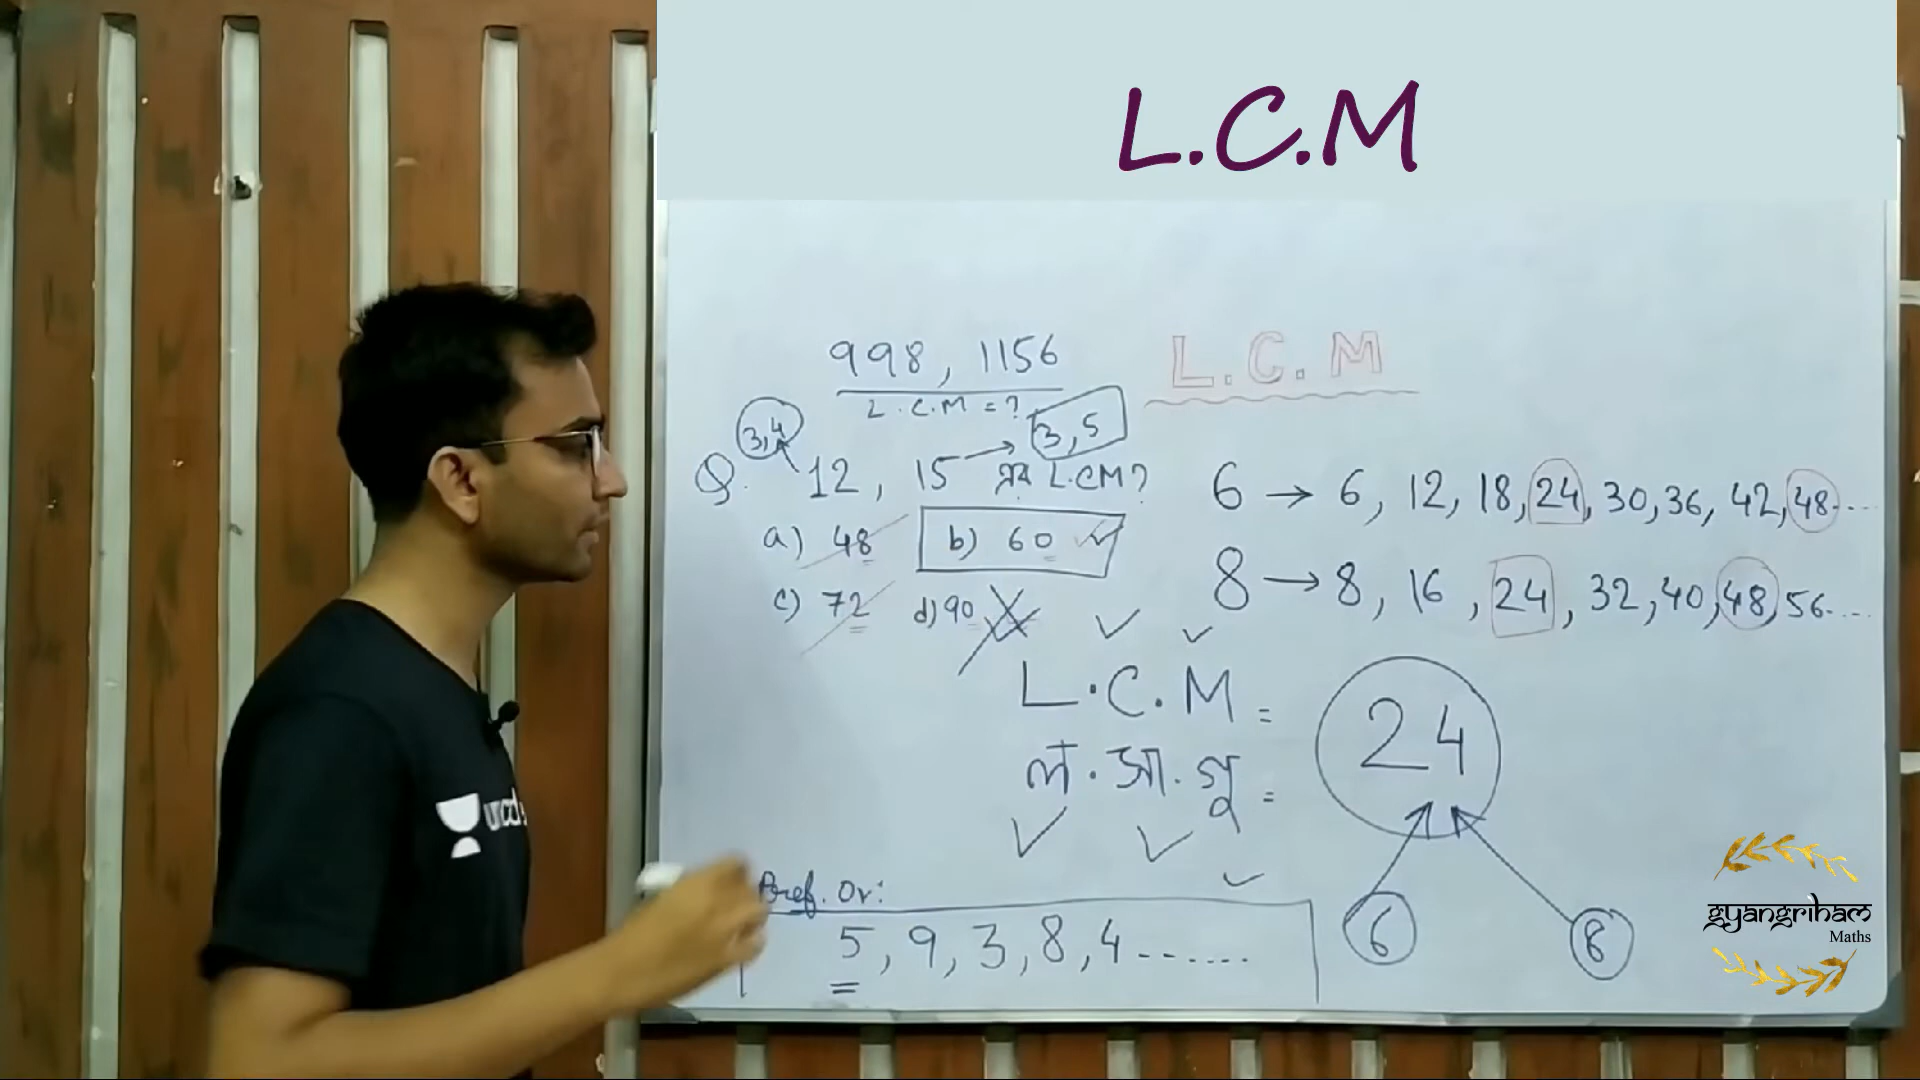 L.C.M
998, 1156
L.C.M = ?
L.C.M
3,4
3, 5
Q. 12, 15 এর L.CM?
a) 48
b) 60
c) 72
d) 90
6 → 6, 12, 18, 24, 30, 36, 42, 48....
8 → 8, 16, 24, 32, 40, 48, 56....
L.C.M =
ল.সা.গু =
24
6
8
Pref. Or:
5, 9, 3, 8, 4.......
gyangriham
Maths